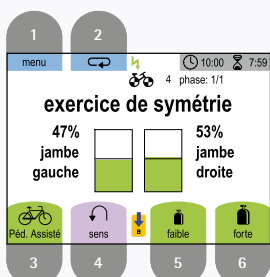 1 2
menu 10:00 7:59
4 phase: 1/1
exercice de symétrie
47% 53%
jambe jambe
gauche droite
Péd. Assisté sens B faible forte
3 4 5 6